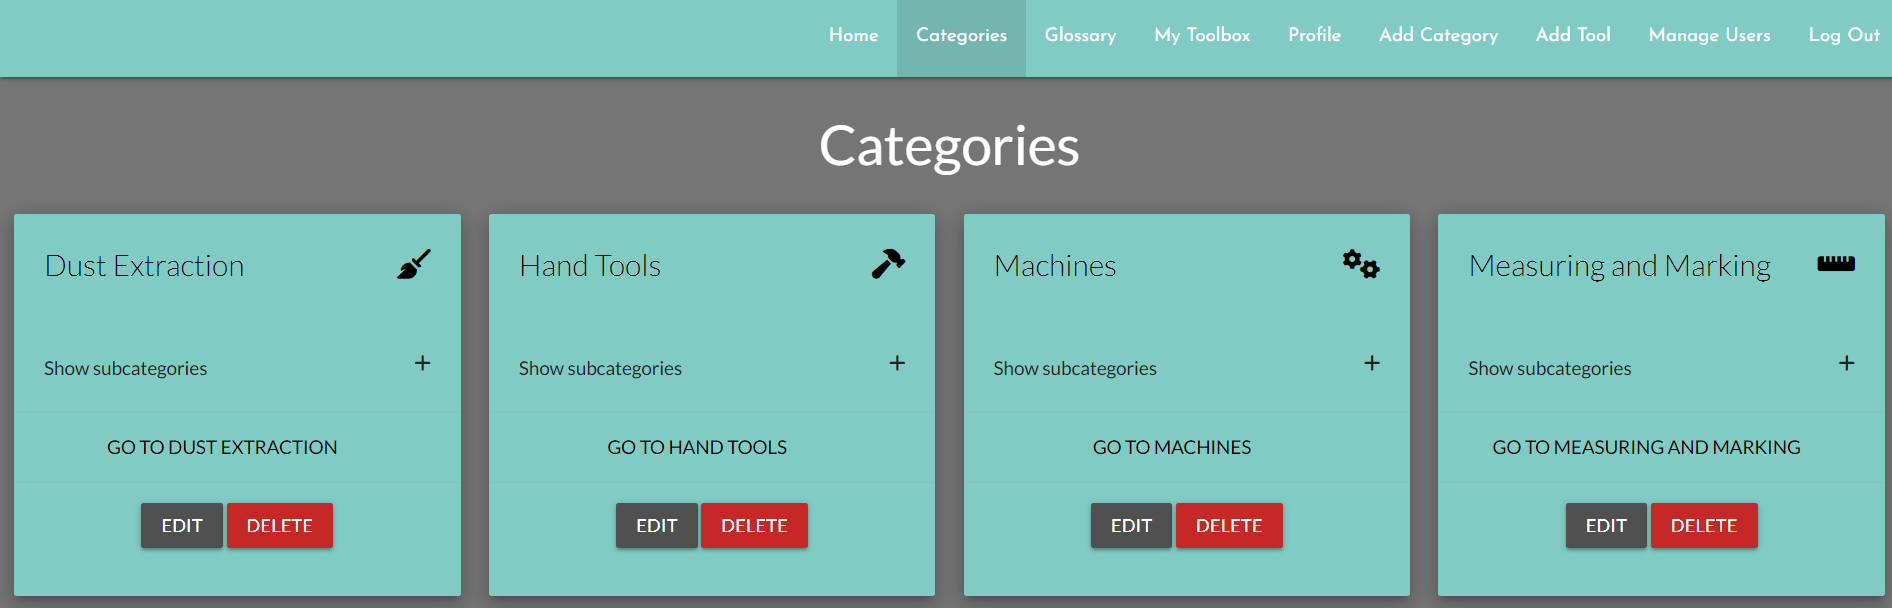 Home Categories Glossary My Toolbox Profile Add Category Add Tool Manage Users Log Out
Categories
Dust Extraction
Show subcategories +
GO TO DUST EXTRACTION
EDIT DELETE
Hand Tools
Show subcategories +
GO TO HAND TOOLS
EDIT DELETE
Machines
Show subcategories +
GO TO MACHINES
EDIT DELETE
Measuring and Marking
Show subcategories +
GO TO MEASURING AND MARKING
EDIT DELETE